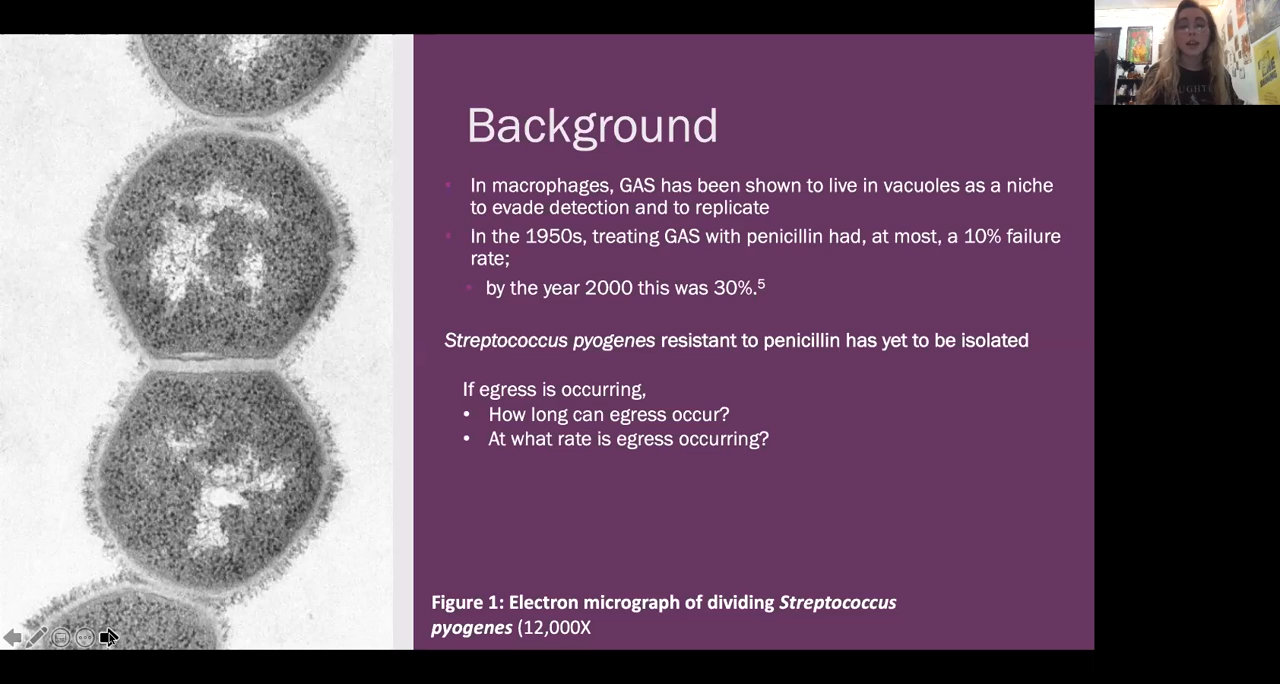 Background
In macrophages, GAS has been shown to live in vacuoles as a niche
to evade detection and to replicate
In the 1950s, treating GAS with penicillin had, at most, a 10% failure
rate;
by the year 2000 this was 30%.⁵
Streptococcus pyogenes resistant to penicillin has yet to be isolated
If egress is occurring,
• How long can egress occur?
• At what rate is egress occurring?
Figure 1: Electron micrograph of dividing Streptococcus
pyogenes (12,000X